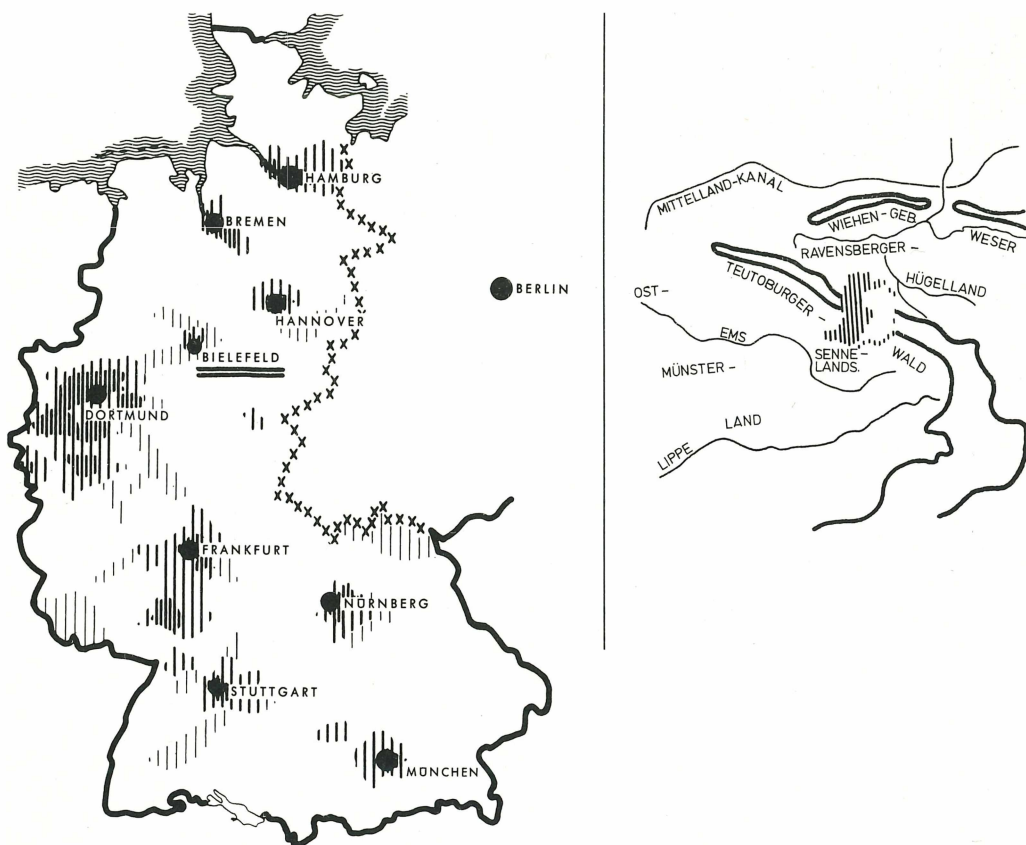 HAMBURG
BREMEN
BERLIN
HANNOVER
BIELEFELD
DORTMUND
FRANKFURT
NÜRNBERG
STUTTGART
MÜNCHEN
MITTELLAND-KANAL
WIEHEN-GEB.
WESER
RAVENSBERGER-
HÜGELLAND
TEUTOBURGER-
OST-
EMS
SENNE-
LANDS.
WALD
MÜNSTER-
LAND
LIPPE